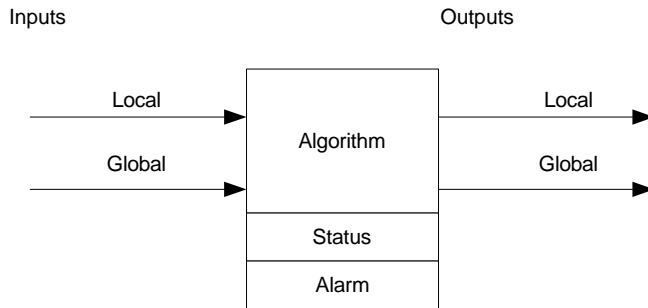 Inputs
Outputs
Local
Local
Algorithm
Global
Global
Status
Alarm